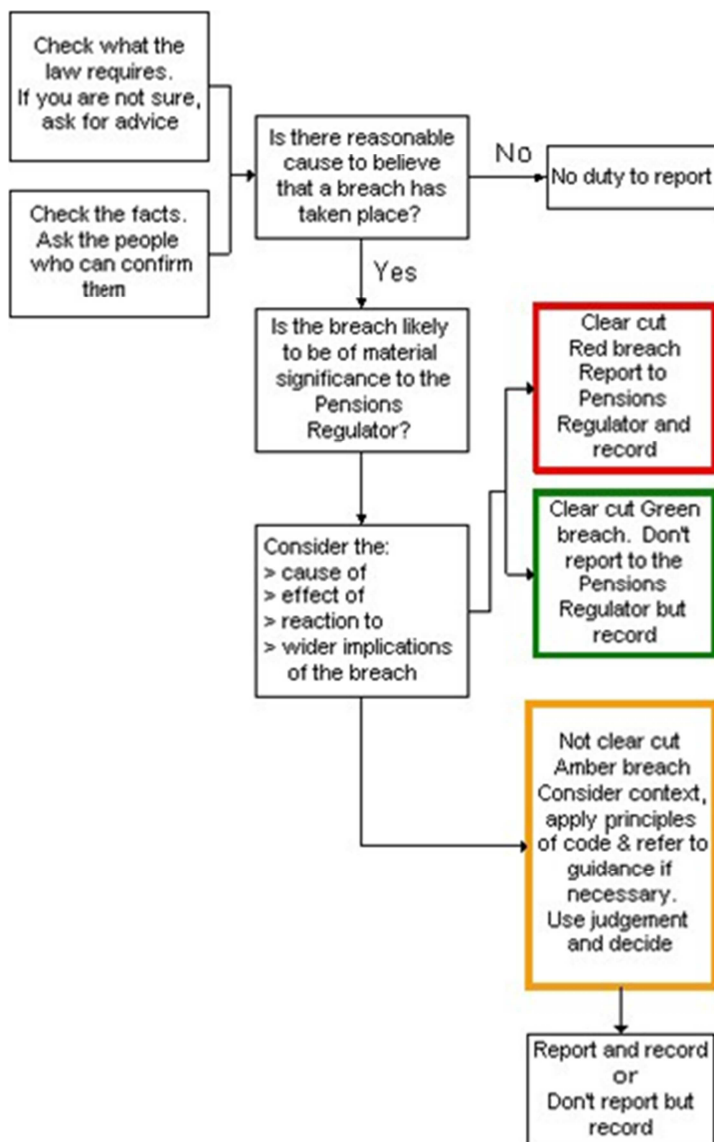 Check what the
law requires.
If you are not sure,
ask for advice
Check the facts.
Ask the people
who can confirm
them
Is there reasonable
cause to believe
that a breach has
taken place?
No
No duty to report
Yes
Is the breach likely
to be of material
significance to the
Pensions
Regulator?
Clear cut
Red breach
Report to
Pensions
Regulator and
record
Clear cut Green
breach. Don't
report to the
Pensions
Regulator but
record
Consider the:
> cause of
> effect of
> reaction to
> wider implications
of the breach
Not clear cut
Amber breach
Consider context,
apply principles
of code & refer to
guidance if
necessary.
Use judgement
and decide
Report and record
or
Don't report but
record